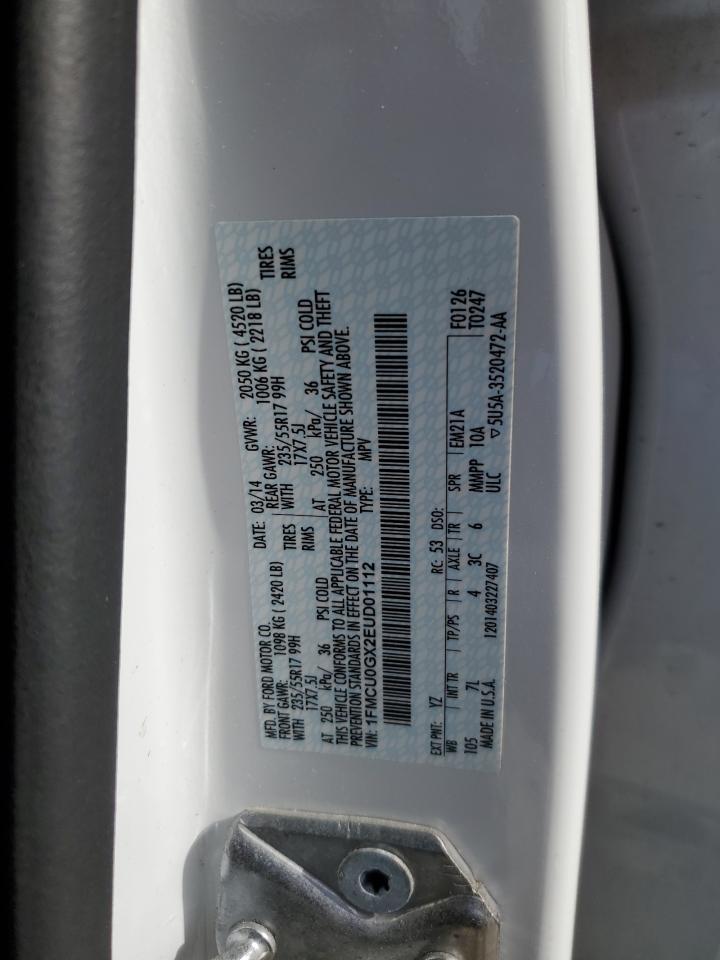 MFD. BY FORD MOTOR CO. DATE: 03/14 GVWR: 2050 KG ( 4520 LB)
FRONT GAWR: 1098 KG ( 2420 LB) REAR GAWR: 1006 KG ( 2218 LB)
WITH 235/55R17 99H TIRES WITH 235/55R17 99H TIRES
17X7.5J RIMS 17X7.5J RIMS
AT 250 kPa/ 36 PSI COLD AT 250 kPa/ 36 PSI COLD
THIS VEHICLE CONFORMS TO ALL APPLICABLE FEDERAL MOTOR VEHICLE SAFETY AND THEFT
PREVENTION STANDARDS IN EFFECT ON THE DATE OF MANUFACTURE SHOWN ABOVE.
VIN: 1FMCU0GX2EUD01112 TYPE: MPV
EXT PNT: YZ RC: 53 DSO: F0126
WB INT TR TP/PS R AXLE TR SPR EM21A T0247
105 7L 4 3C 6 MMPP 10A
MADE IN U.S.A. 1201403227407 ULC ▽5U5A-3520472-AA